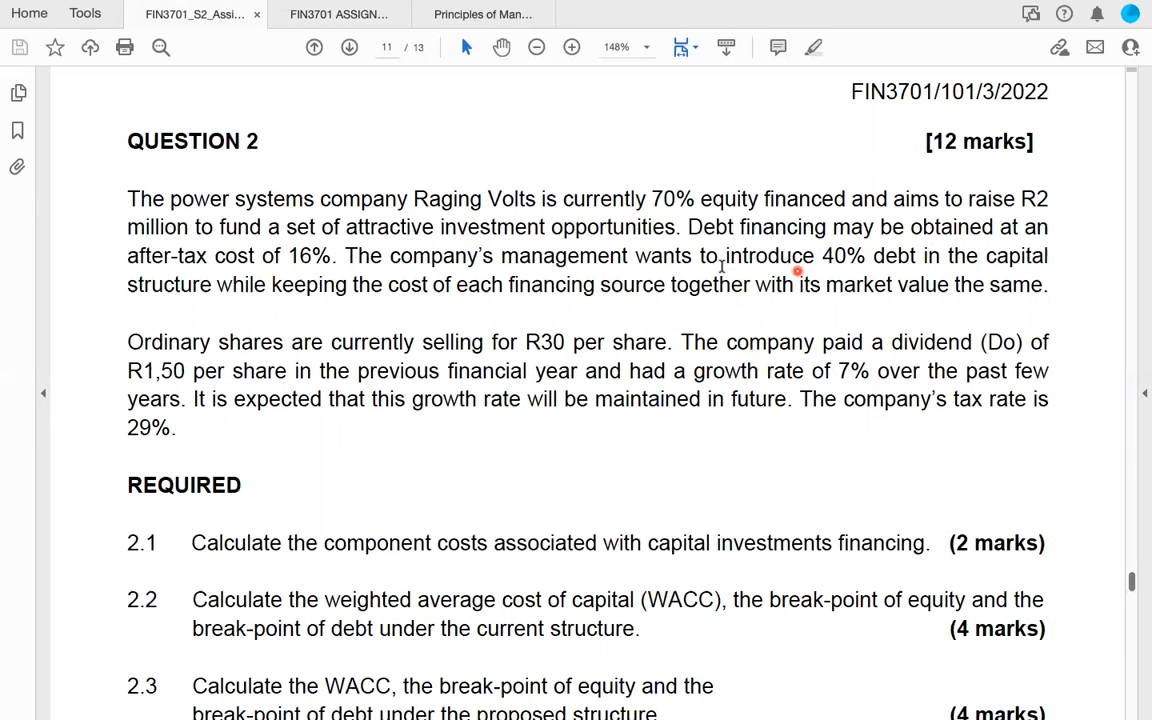 Home Tools FIN3701_S2_Assi... × FIN3701 ASSIGN... Principles of Man...
11 / 13 148%
FIN3701/101/3/2022
QUESTION 2 [12 marks]
The power systems company Raging Volts is currently 70% equity financed and aims to raise R2
million to fund a set of attractive investment opportunities. Debt financing may be obtained at an
after-tax cost of 16%. The company's management wants to introduce 40% debt in the capital
structure while keeping the cost of each financing source together with its market value the same.
Ordinary shares are currently selling for R30 per share. The company paid a dividend (Do) of
R1,50 per share in the previous financial year and had a growth rate of 7% over the past few
years. It is expected that this growth rate will be maintained in future. The company's tax rate is
29%.
REQUIRED
2.1 Calculate the component costs associated with capital investments financing. (2 marks)
2.2 Calculate the weighted average cost of capital (WACC), the break-point of equity and the
break-point of debt under the current structure. (4 marks)
2.3 Calculate the WACC, the break-point of equity and the
break-point of debt under the proposed structure. (4 marks)